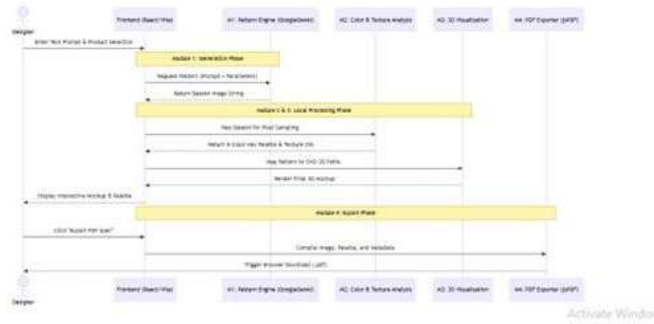 Designer
Frontend (React/Vite)
M1: Pattern Engine (GoogleGenAI)
M2: Color & Texture Analysis
M3: 3D Visualization
M4: PDF Exporter (jsPDF)
Enter Text Prompt & Product Selection
Module 1: Generation Phase
Request Pattern (Prompt + Parameters)
Return Base64 Image String
Module 2 & 3: Local Processing Phase
Pass Base64 for Pixel Sampling
Return 6-Color Hex Palette & Texture
Map Pattern to SVG 3D Paths
Render Final 3D Mockup
Display Interactive Mockup & Palette
Module 4: Export Phase
Click "Export PDF Spec"
Compile Image, Palette, and Metadata
Trigger Browser Download (.pdf)
Designer
Frontend (React/Vite)
M1: Pattern Engine (GoogleGenAI)
M2: Color & Texture Analysis
M3: 3D Visualization
M4: PDF Exporter (jsPDF)
Activate Window